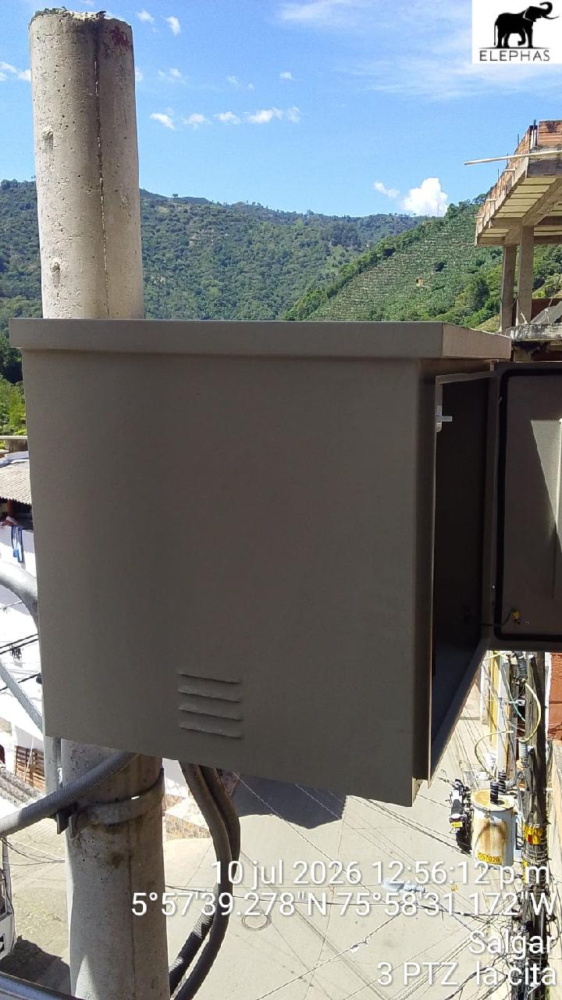 ELEPHAS
557020
10 jul 2026 12:56:12 p.m.
5°57'39.278"N 75°58'31.172"W
Salgar
3 PTZ la cita